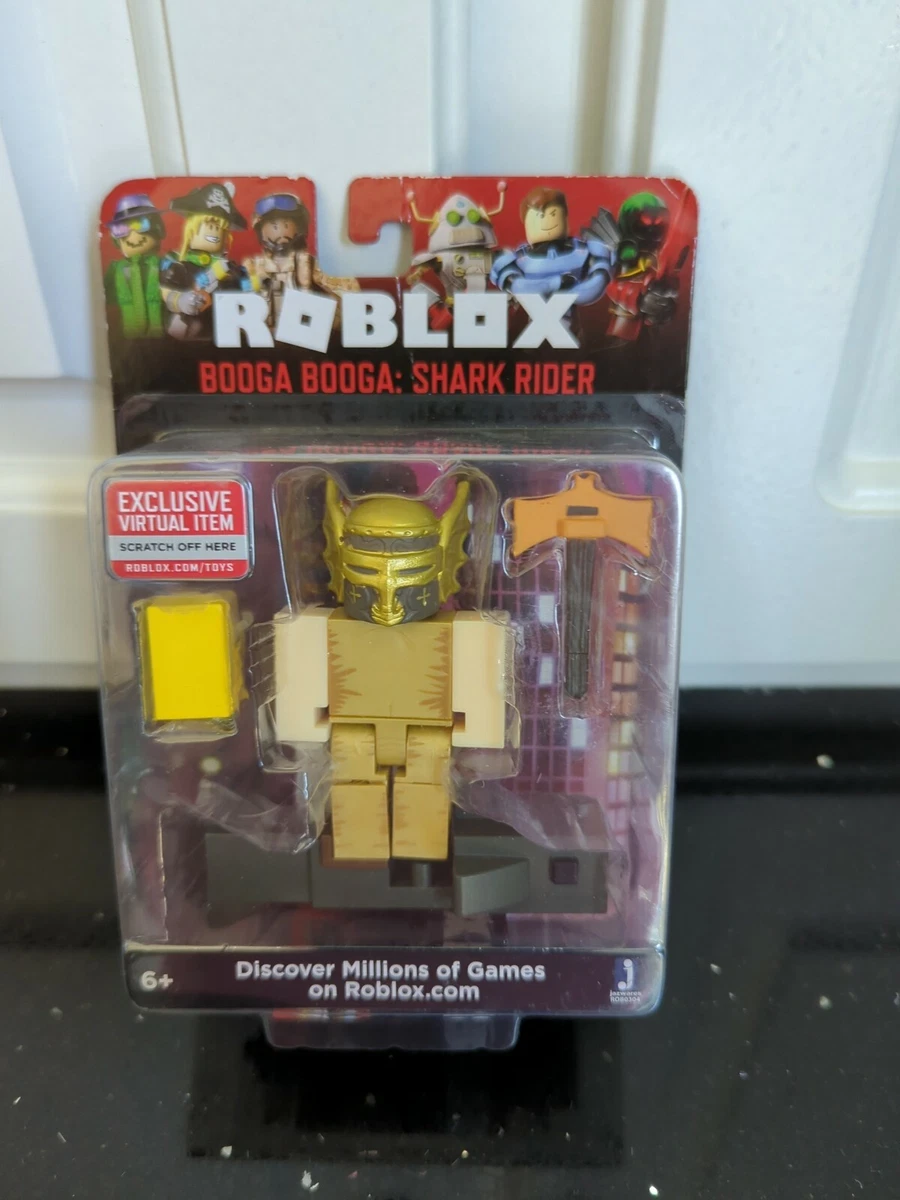 ROBLOX
BOOGA BOOGA: SHARK RIDER
EXCLUSIVE
VIRTUAL ITEM
SCRATCH OFF HERE
ROBLOX.COM/TOYS
6+
Discover Millions of Games
on Roblox.com
jazwares